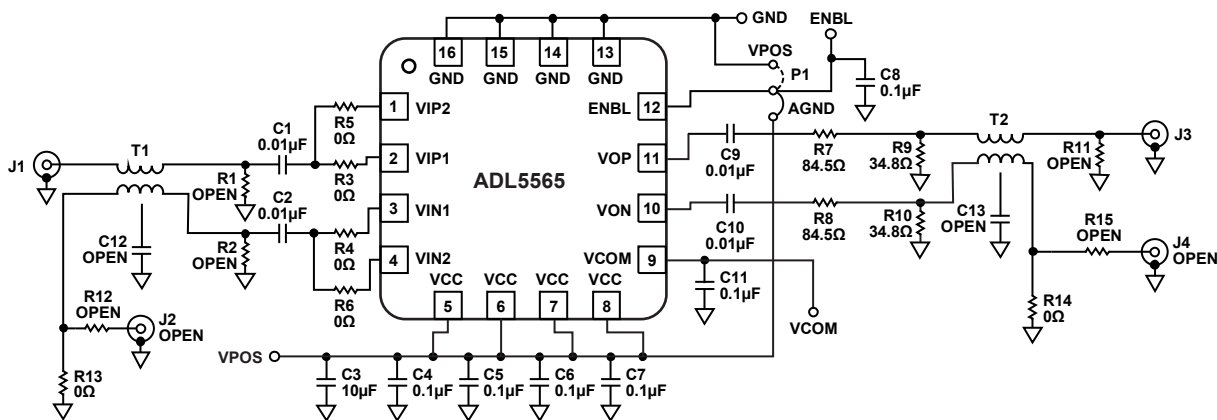 GND
ENBL
VPOS
P1
AGND
C8
0.1µF
16
15
14
13
GND
GND
GND
GND
ENBL
12
1
VIP2
R5
0Ω
C1
0.01µF
J1
T1
2
VIP1
R3
0Ω
R1
OPEN
ADL5565
VOP
11
C9
0.01µF
R7
84.5Ω
R9
34.8Ω
T2
R11
OPEN
J3
C2
0.01µF
3
VIN1
R4
0Ω
VON
10
C10
0.01µF
R8
84.5Ω
R10
34.8Ω
C13
OPEN
R15
OPEN
J4
OPEN
C12
OPEN
R2
OPEN
4
VIN2
R6
0Ω
VCOM
9
C11
0.1µF
VCOM
R14
0Ω
VCC
VCC
VCC
VCC
5
6
7
8
R12
OPEN
J2
OPEN
R13
0Ω
VPOS
C3
10µF
C4
0.1µF
C5
0.1µF
C6
0.1µF
C7
0.1µF